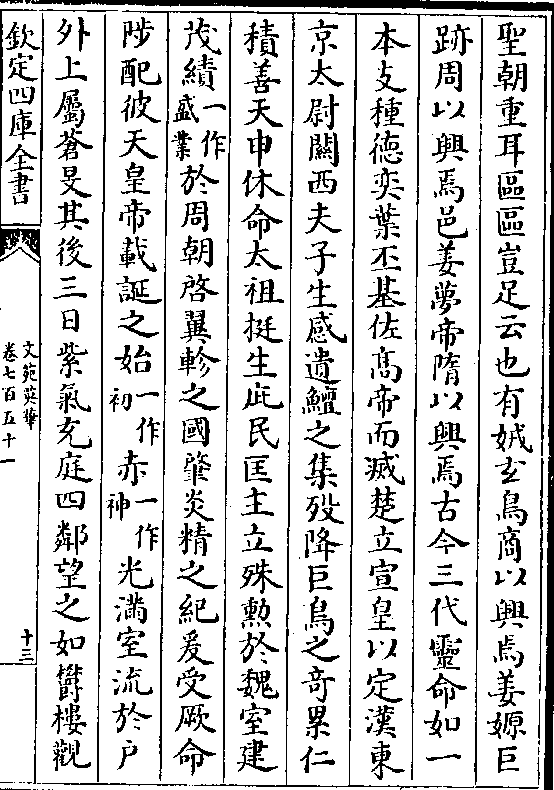 聖朝重耳區區豈足云也有娀玄鳥商以興焉姜嫄巨
跡周以興焉邑姜夢帝隋以興焉古今三代靈命如一
本支種徳奕葉丕基佐髙帝而滅楚立宣皇以定漢東
京太尉關西夫子生感遺鱣之集殁降巨鳥之竒累仁
積善天申休命太祖挺生庇民匡主立殊勲於魏室建
茂績一作盛業於周朝啓翼軫之國肇炎精之紀爰受厥命
陟配彼天皇帝載誕之始一作初赤一作神光滿室流於戶
外上屬蒼旻其後三日紫氣充庭四鄰望之如鬱樓觀
欽定四庫全書
文苑英華
卷七百五十一
十三